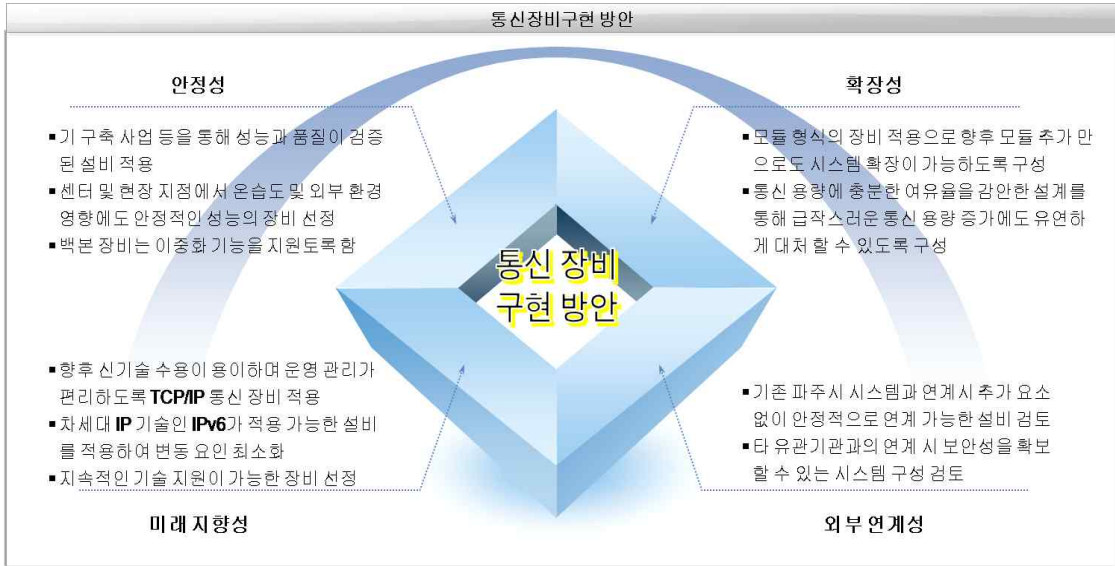 통신장비구현 방안
안정성
▪기 구축 사업 등을 통해 성능과 품질이 검증
된 설비 적용
▪센터 및 현장 지점에서 온습도 및 외부 환경
영향에도 안정적인 성능의 장비 선정
▪백본 장비는 이중화 기능을 지원토록 함
확장성
▪모듈 형식의 장비 적용으로 향후 모듈 추가 만
으로도 시스템 확장이 가능하도록 구성
▪통신 용량에 충분한 여유율을 감안한 설계를
통해 급작스러운 통신 용량 증가에도 유연하
게 대처 할 수 있도록 구성
통신 장비
구현 방안
▪향후 신기술 수용이 용이하며 운영 관리가
편리하도록 TCP/IP 통신 장비 적용
▪차세대 IP 기술인 IPv6가 적용 가능한 설비
를 적용하여 변동 요인 최소화
▪지속적인 기술 지원이 가능한 장비 선정
미래 지향성
▪기존 파주시 시스템과 연계시 추가 요소
없이 안정적으로 연계 가능한 설비 검토
▪타 유관기관과의 연계 시 보안성을 확보
할 수 있는 시스템 구성 검토
외부 연계성